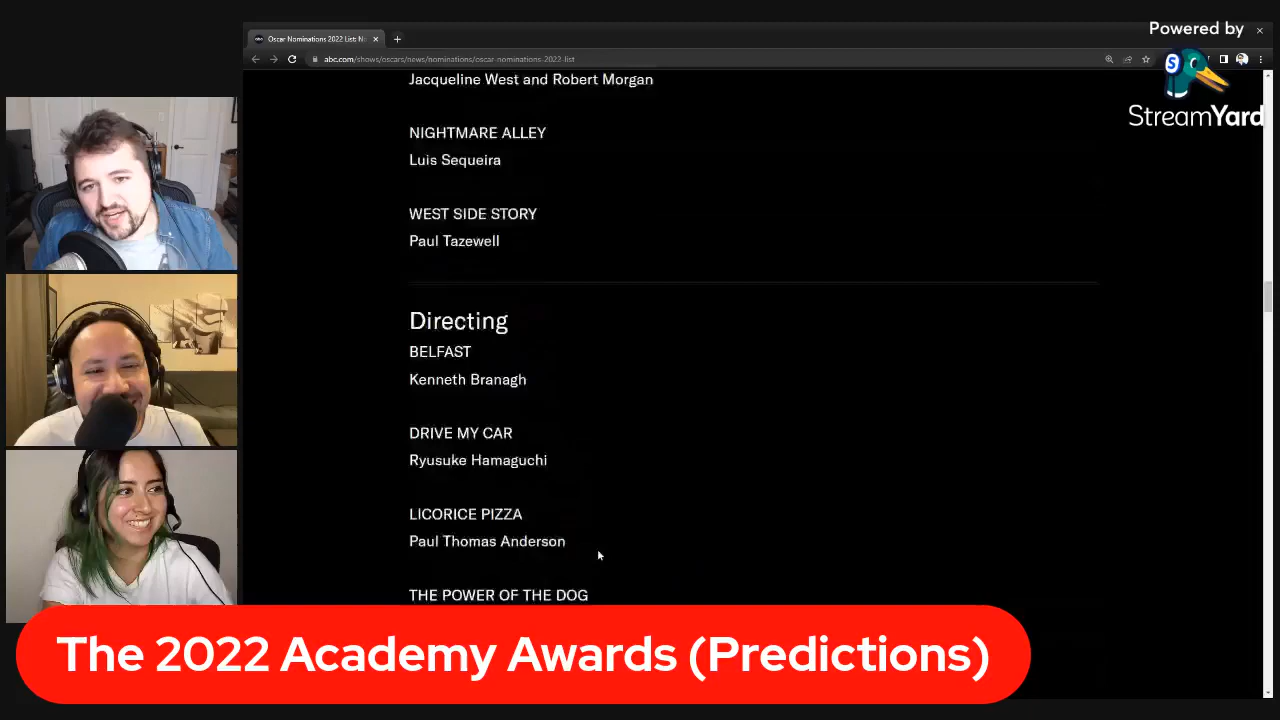 Powered by
StreamYard
Oscar Nominations 2022 List: N
abc.com/shows/oscars/news/nominations/oscar-nominations-2022-list
Jacqueline West and Robert Morgan
NIGHTMARE ALLEY
Luis Sequeira
WEST SIDE STORY
Paul Tazewell
Directing
BELFAST
Kenneth Branagh
DRIVE MY CAR
Ryusuke Hamaguchi
LICORICE PIZZA
Paul Thomas Anderson
THE POWER OF THE DOG
The 2022 Academy Awards (Predictions)